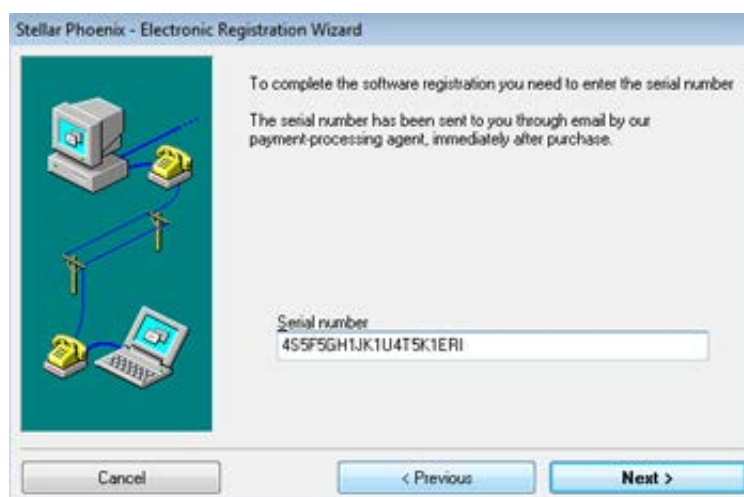 Stellar Phoenix - Electronic Registration Wizard
To complete the software registration you need to enter the serial number
The serial number has been sent to you through email by our
payment-processing agent, immediately after purchase.
Serial number
4S5F5GH1JK1U4T5K1ERI
Cancel
< Previous
Next >